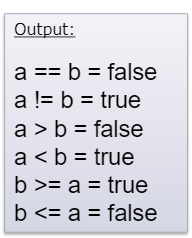 Output:
a == b = false
a != b = true
a > b = false
a < b = true
b >= a = true
b <= a = false